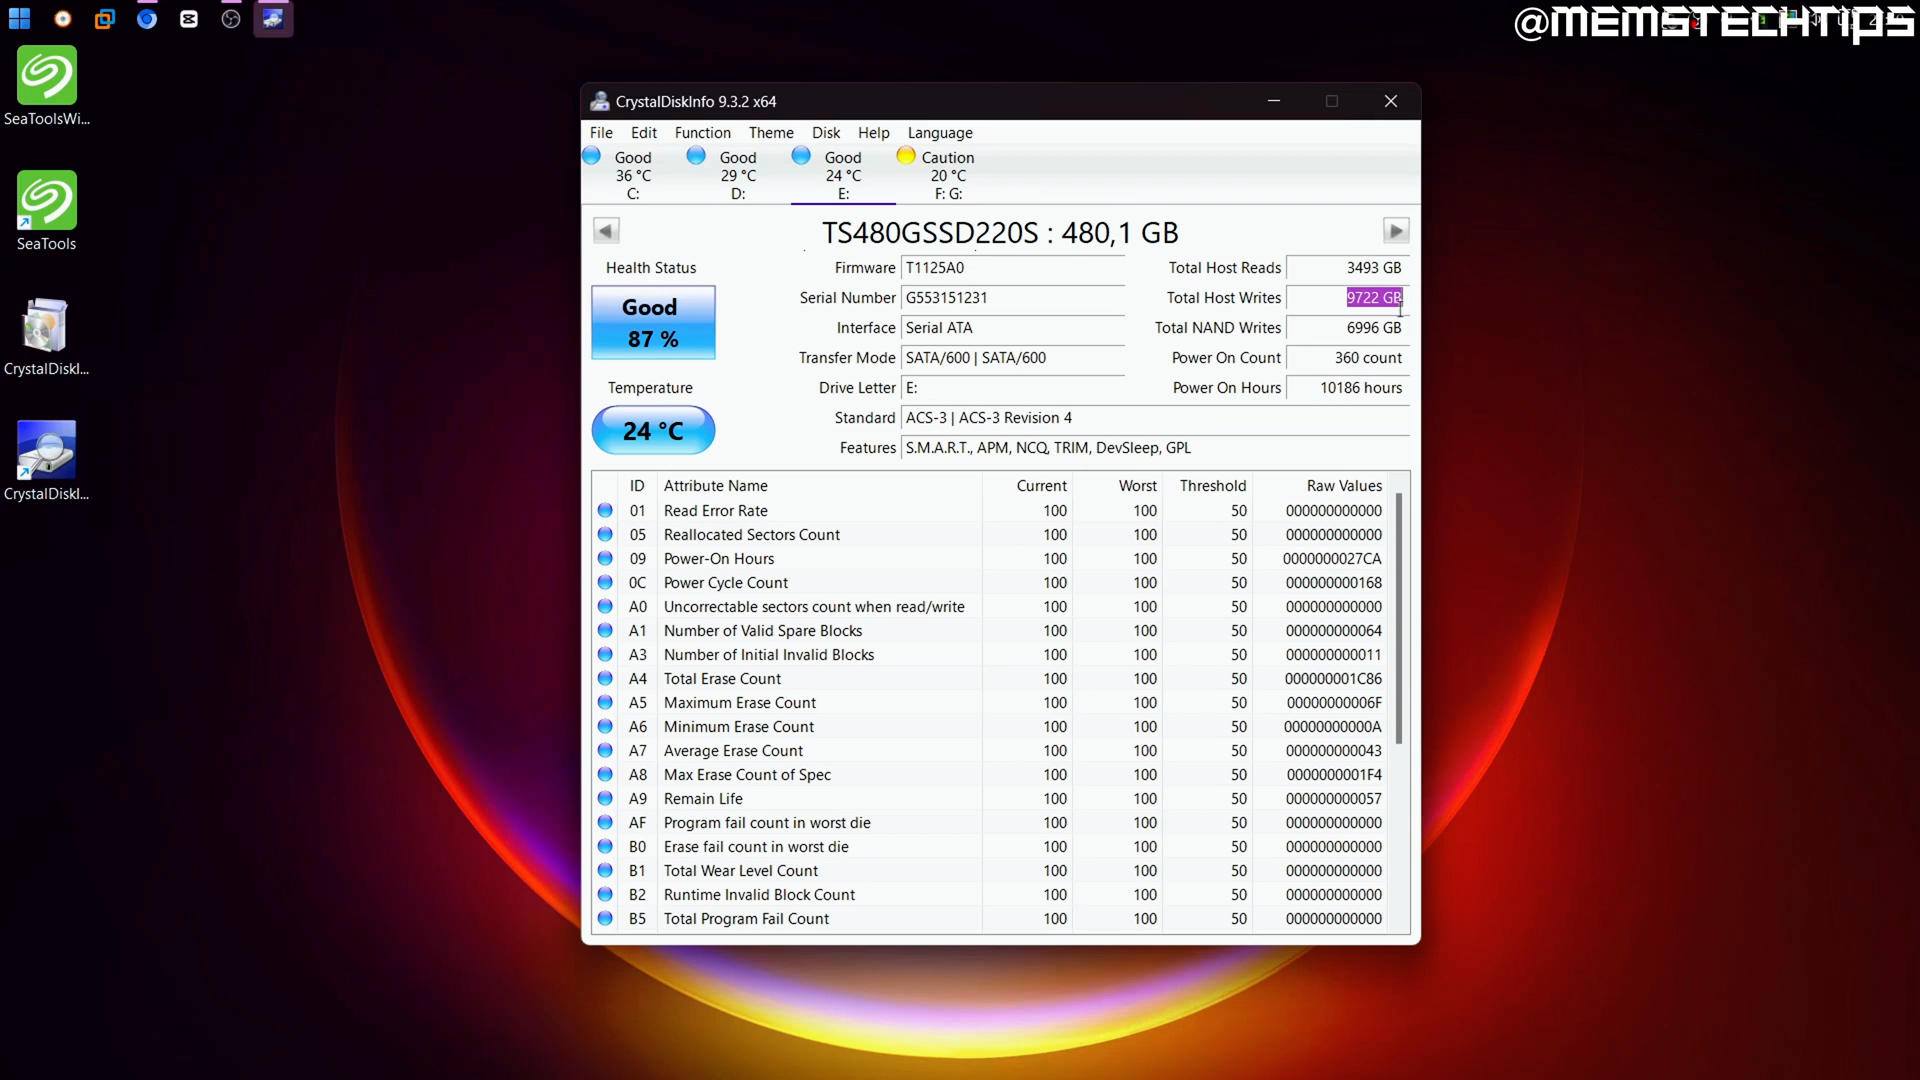 @MEMSTECHTIPS
SeaToolsWi...
SeaTools
CrystalDiskI...
CrystalDiskI...
CrystalDiskInfo 9.3.2 x64
File Edit Function Theme Disk Help Language
Good Good Good Caution
36 °C 29 °C 24 °C 20 °C
C: D: E: F: G:
TS480GSSD220S : 480,1 GB
Health Status
Good
87 %
Temperature
24 °C
Firmware T1125A0
Serial Number G553151231
Interface Serial ATA
Transfer Mode SATA/600 | SATA/600
Drive Letter E:
Standard ACS-3 | ACS-3 Revision 4
Features S.M.A.R.T., APM, NCQ, TRIM, DevSleep, GPL
Total Host Reads 3493 GB
Total Host Writes 9722 GB
Total NAND Writes 6996 GB
Power On Count 360 count
Power On Hours 10186 hours
ID Attribute Name Current Worst Threshold Raw Values
01 Read Error Rate 100 100 50 000000000000
05 Reallocated Sectors Count 100 100 50 000000000000
09 Power-On Hours 100 100 50 0000000027CA
0C Power Cycle Count 100 100 50 000000000168
A0 Uncorrectable sectors count when read/write 100 100 50 000000000000
A1 Number of Valid Spare Blocks 100 100 50 000000000064
A3 Number of Initial Invalid Blocks 100 100 50 000000000011
A4 Total Erase Count 100 100 50 000000001C86
A5 Maximum Erase Count 100 100 50 00000000006F
A6 Minimum Erase Count 100 100 50 00000000000A
A7 Average Erase Count 100 100 50 000000000043
A8 Max Erase Count of Spec 100 100 50 0000000001F4
A9 Remain Life 100 100 50 000000000057
AF Program fail count in worst die 100 100 50 000000000000
B0 Erase fail count in worst die 100 100 50 000000000000
B1 Total Wear Level Count 100 100 50 000000000000
B2 Runtime Invalid Block Count 100 100 50 000000000000
B5 Total Program Fail Count 100 100 50 000000000000